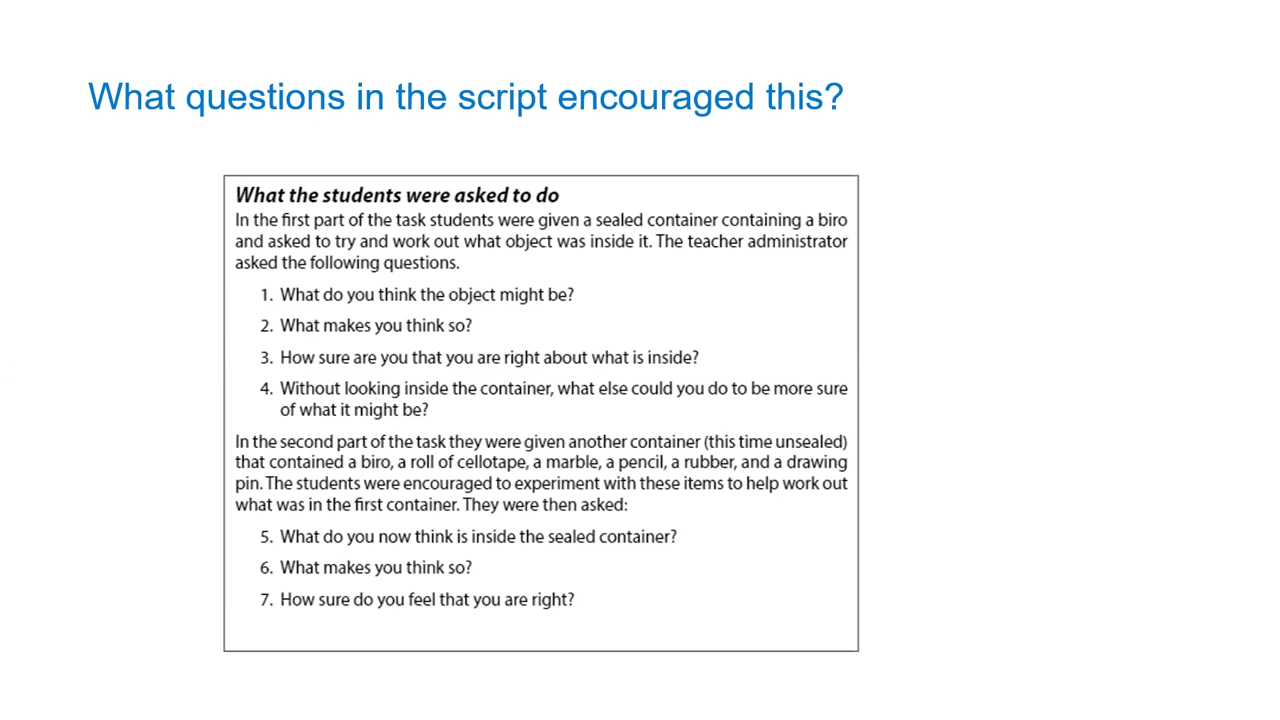 What questions in the script encouraged this?
What the students were asked to do
In the first part of the task students were given a sealed container containing a biro
and asked to try and work out what object was inside it. The teacher administrator
asked the following questions.
1. What do you think the object might be?
2. What makes you think so?
3. How sure are you that you are right about what is inside?
4. Without looking inside the container, what else could you do to be more sure
of what it might be?
In the second part of the task they were given another container (this time unsealed)
that contained a biro, a roll of cellotape, a marble, a pencil, a rubber, and a drawing
pin. The students were encouraged to experiment with these items to help work out
what was in the first container. They were then asked:
5. What do you now think is inside the sealed container?
6. What makes you think so?
7. How sure do you feel that you are right?